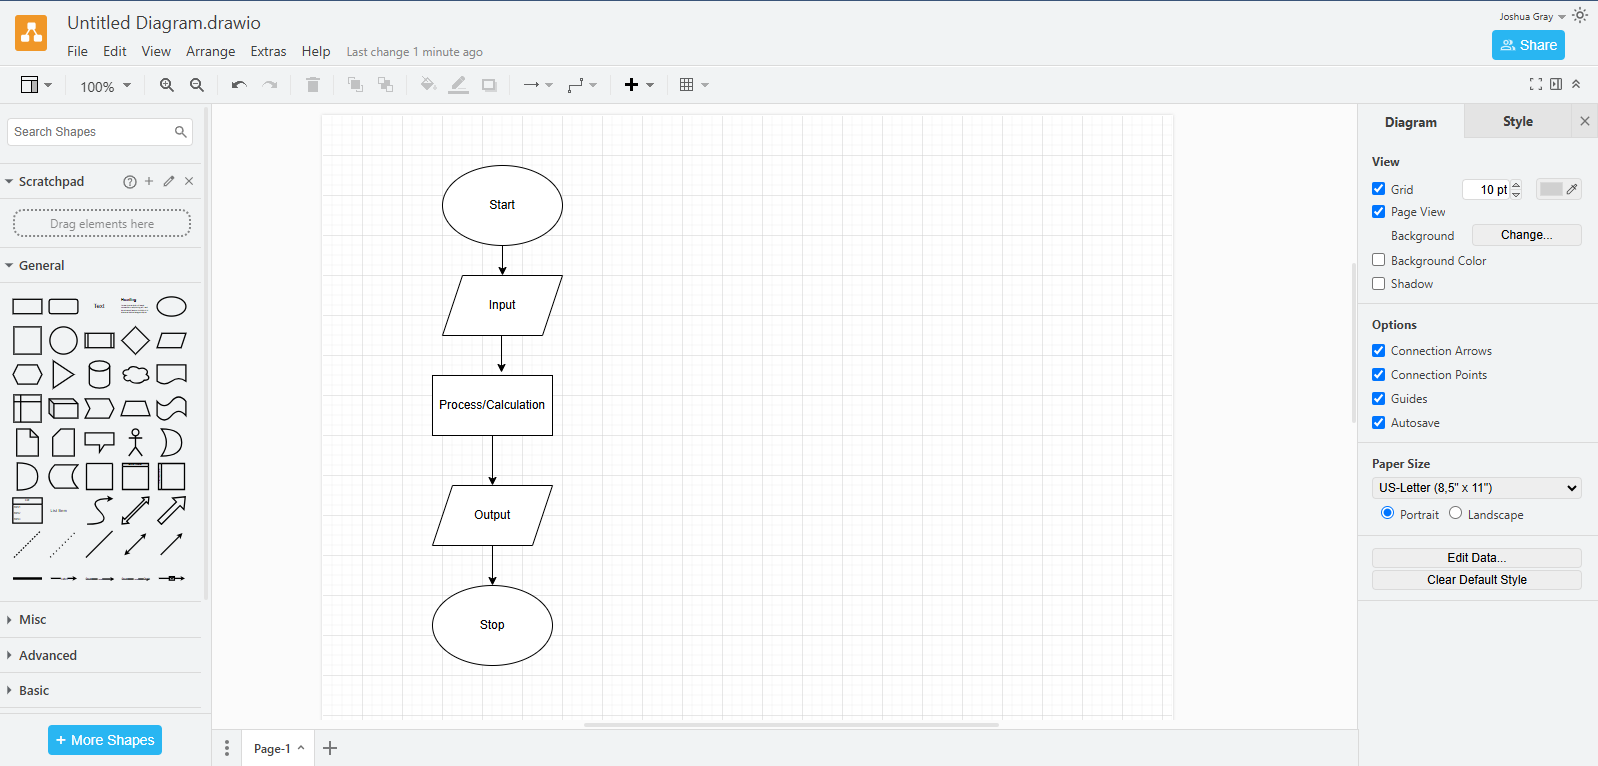 Untitled Diagram.drawio
Joshua Gray
File Edit View Arrange Extras Help Last change 1 minute ago
Share
100%
Search Shapes
Scratchpad
Drag elements here
General
Text
Heading
Misc
Advanced
Basic
+ More Shapes
Start
Input
Process/Calculation
Output
Stop
Page-1
Diagram Style
View
Grid 10 pt
Page View
Background Change...
Background Color
Shadow
Options
Connection Arrows
Connection Points
Guides
Autosave
Paper Size
US-Letter (8,5" x 11")
Portrait Landscape
Edit Data...
Clear Default Style